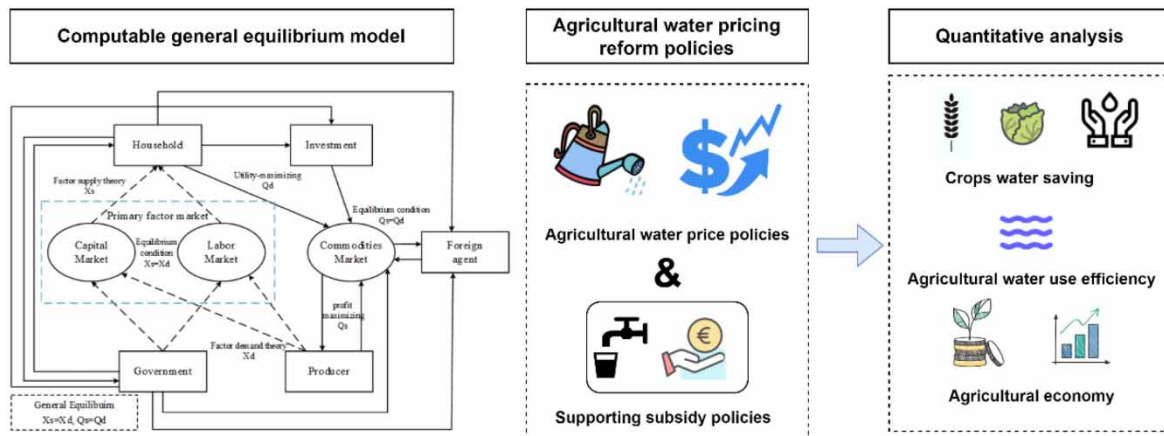 Computable general equilibrium model
Agricultural water pricing
reform policies
Quantitative analysis
Household
Investment
Utility-maximizing
Qd
Factor supply theory
Xs
Primary factor market
Equilibrium condition
Qs=Qd
Capital
Market
Equilibrium
condition
Xs=Xd
Labor
Market
Commodities
Market
Foreign
agent
profit
maximizing
Qs
Factor demand theory
Xd
Government
Producer
General Equilibuim
Xs=Xd, Qs=Qd
$
Agricultural water price policies
&
€
Supporting subsidy policies
Crops water saving
Agricultural water use efficiency
Agricultural economy